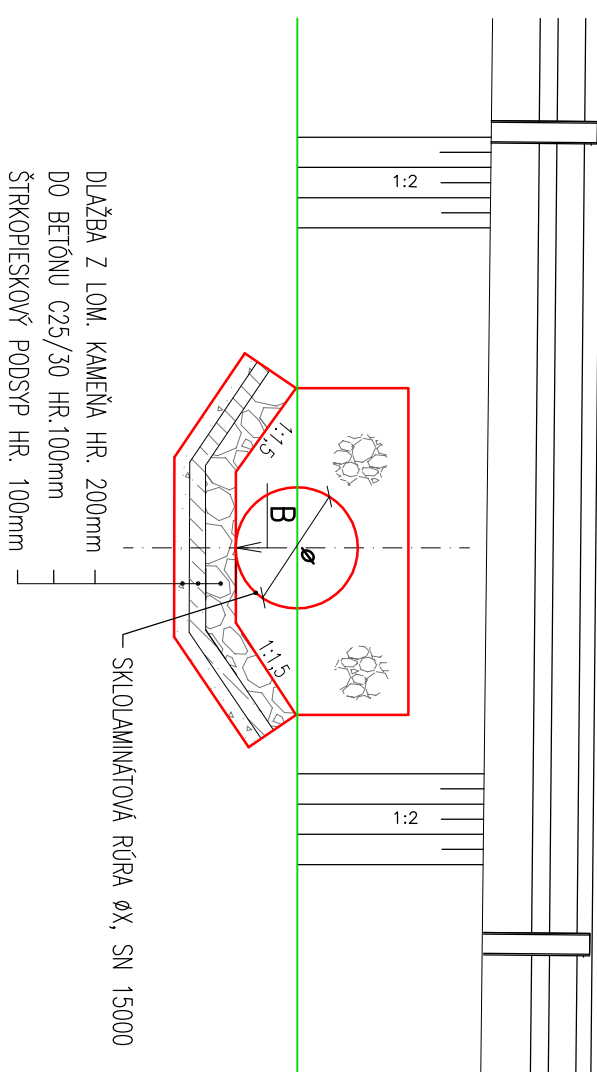 1:2
1:1,5
B
ø
1:1,5
1:2
DLAŽBA Z LOM. KAMEŇA HR. 200mm
DO BETÓNU C25/30 HR.100mm
ŠTRKOPIESKOVÝ PODSYP HR. 100mm
SKLOLAMINÁTOVÁ RÚRA øX, SN 15000